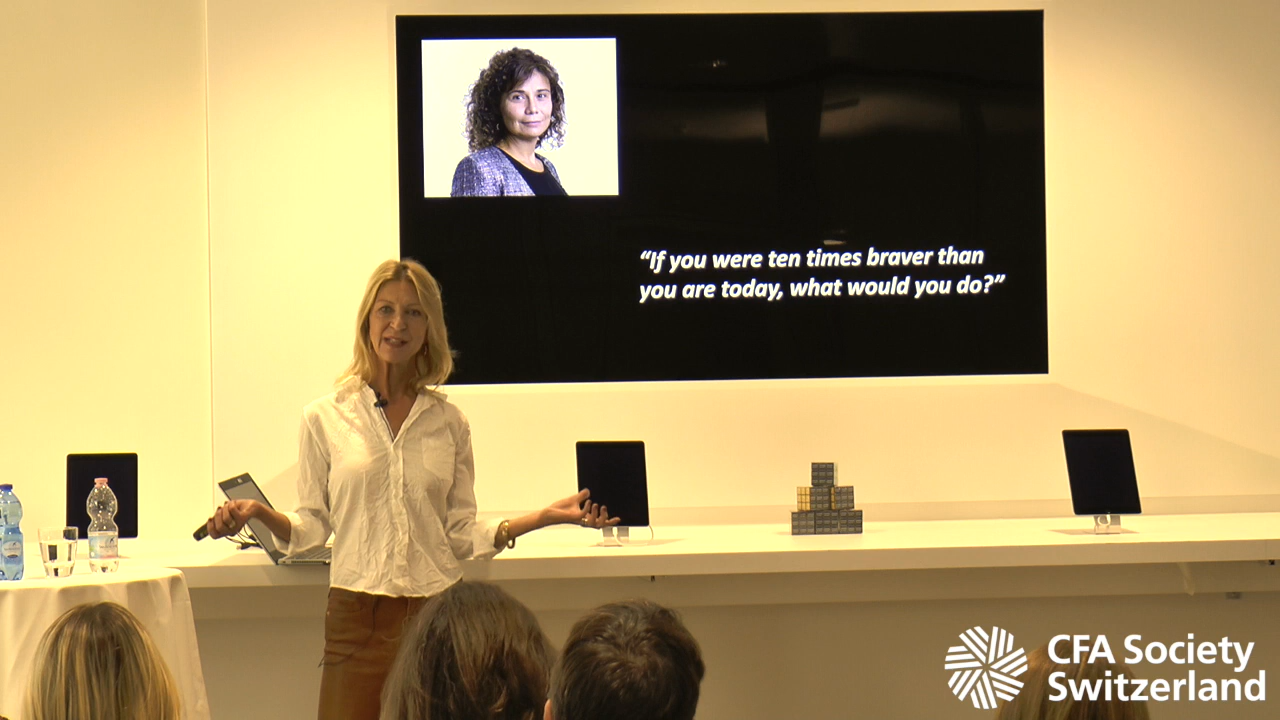 “If you were ten times braver than
you are today, what would you do?”
CFA Society
Switzerland